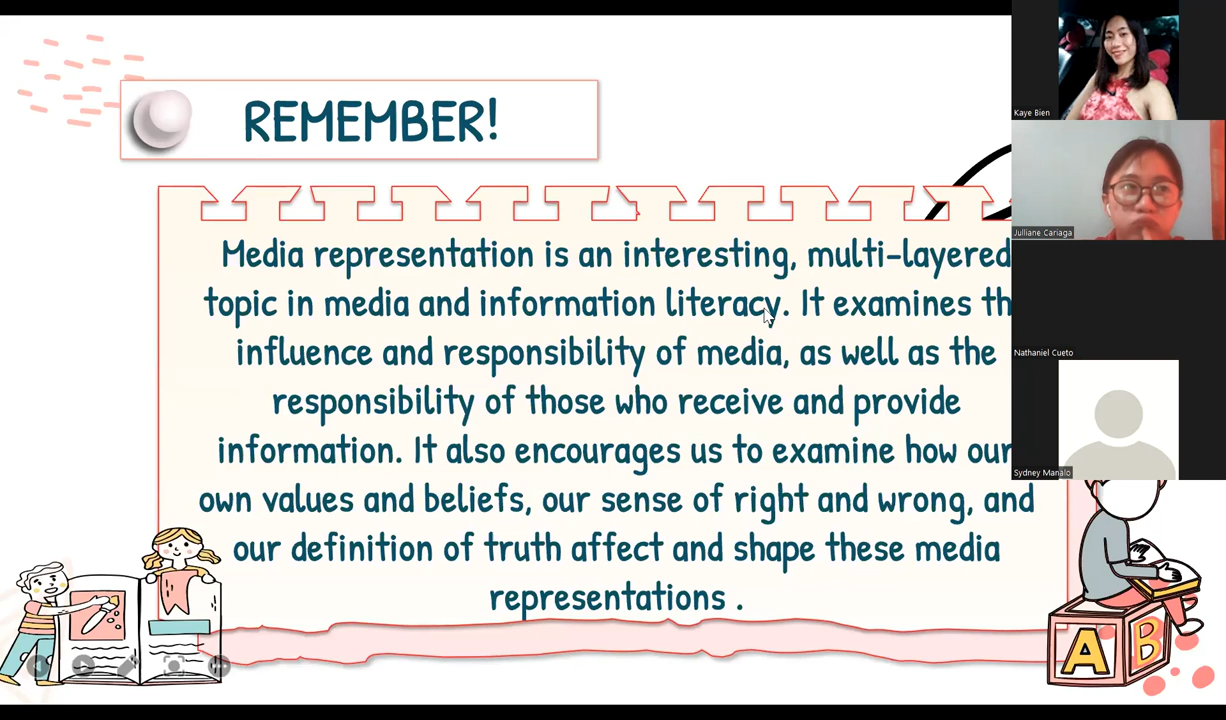 REMEMBER!
Media representation is an interesting, multi-layered
topic in media and information literacy. It examines th
influence and responsibility of media, as well as the
responsibility of those who receive and provide
information. It also encourages us to examine how our
own values and beliefs, our sense of right and wrong, and
our definition of truth affect and shape these media
representations .
Kaye Bien
Julliane Cariaga
Nathaniel Cueto
Sydney Manalo
A B